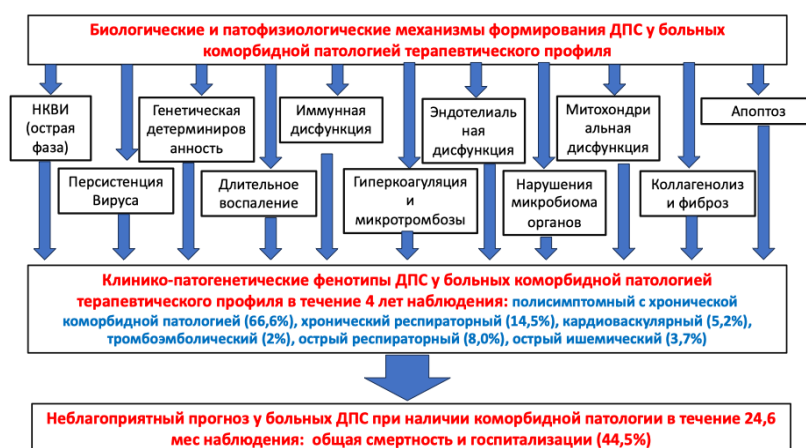 Биологические и патофизиологические механизмы формирования ДПС у больных
коморбидной патологией терапевтического профиля
НКВИ
(острая
фаза)
Генетическая
детерминиров
анность
Иммунная
дисфункция
Эндотелиаль
ная
дисфункция
Митохондри
альная
дисфункция
Апоптоз
Персистенция
Вируса
Длительное
воспаление
Гиперкоагуляция
и
микротромбозы
Нарушения
микробиома
органов
Коллагенолиз
и фиброз
Клинико-патогенетические фенотипы ДПС у больных коморбидной патологией
терапевтического профиля в течение 4 лет наблюдения: полисимптомный с хронической
коморбидной патологией (66,6%), хронический респираторный (14,5%), кардиоваскулярный (5,2%),
тромбоэмболический (2%), острый респираторный (8,0%), острый ишемический (3,7%)
Неблагоприятный прогноз у больных ДПС при наличии коморбидной патологии в течение 24,6
мес наблюдения: общая смертность и госпитализации (44,5%)